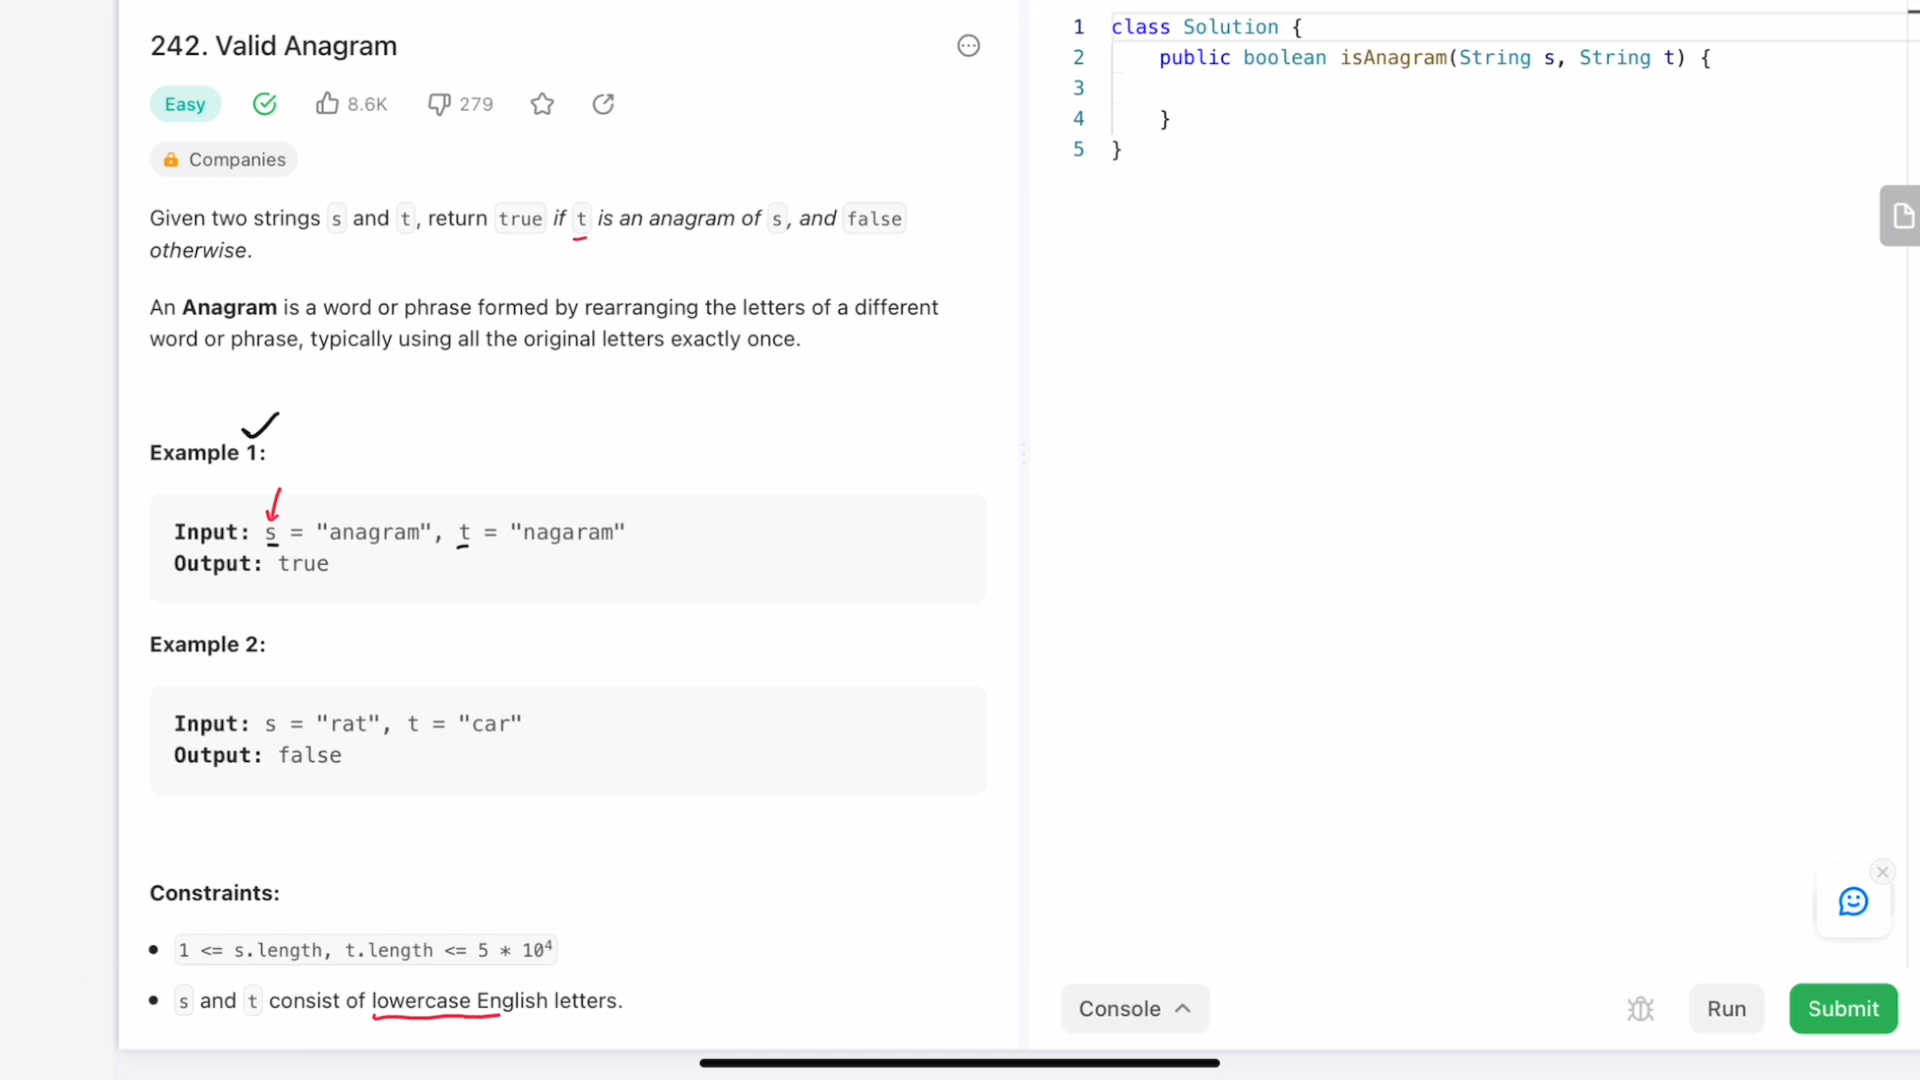 242. Valid Anagram
Easy 8.6K 279
Companies
Given two strings s and t, return true if t is an anagram of s, and false
otherwise.
An Anagram is a word or phrase formed by rearranging the letters of a different
word or phrase, typically using all the original letters exactly once.
Example 1:
Input: s = "anagram", t = "nagaram"
Output: true
Example 2:
Input: s = "rat", t = "car"
Output: false
Constraints:
• 1 <= s.length, t.length <= 5 * 10⁴
• s and t consist of lowercase English letters.
1 class Solution {
2 public boolean isAnagram(String s, String t) {
3
4 }
5 }
Console Run Submit